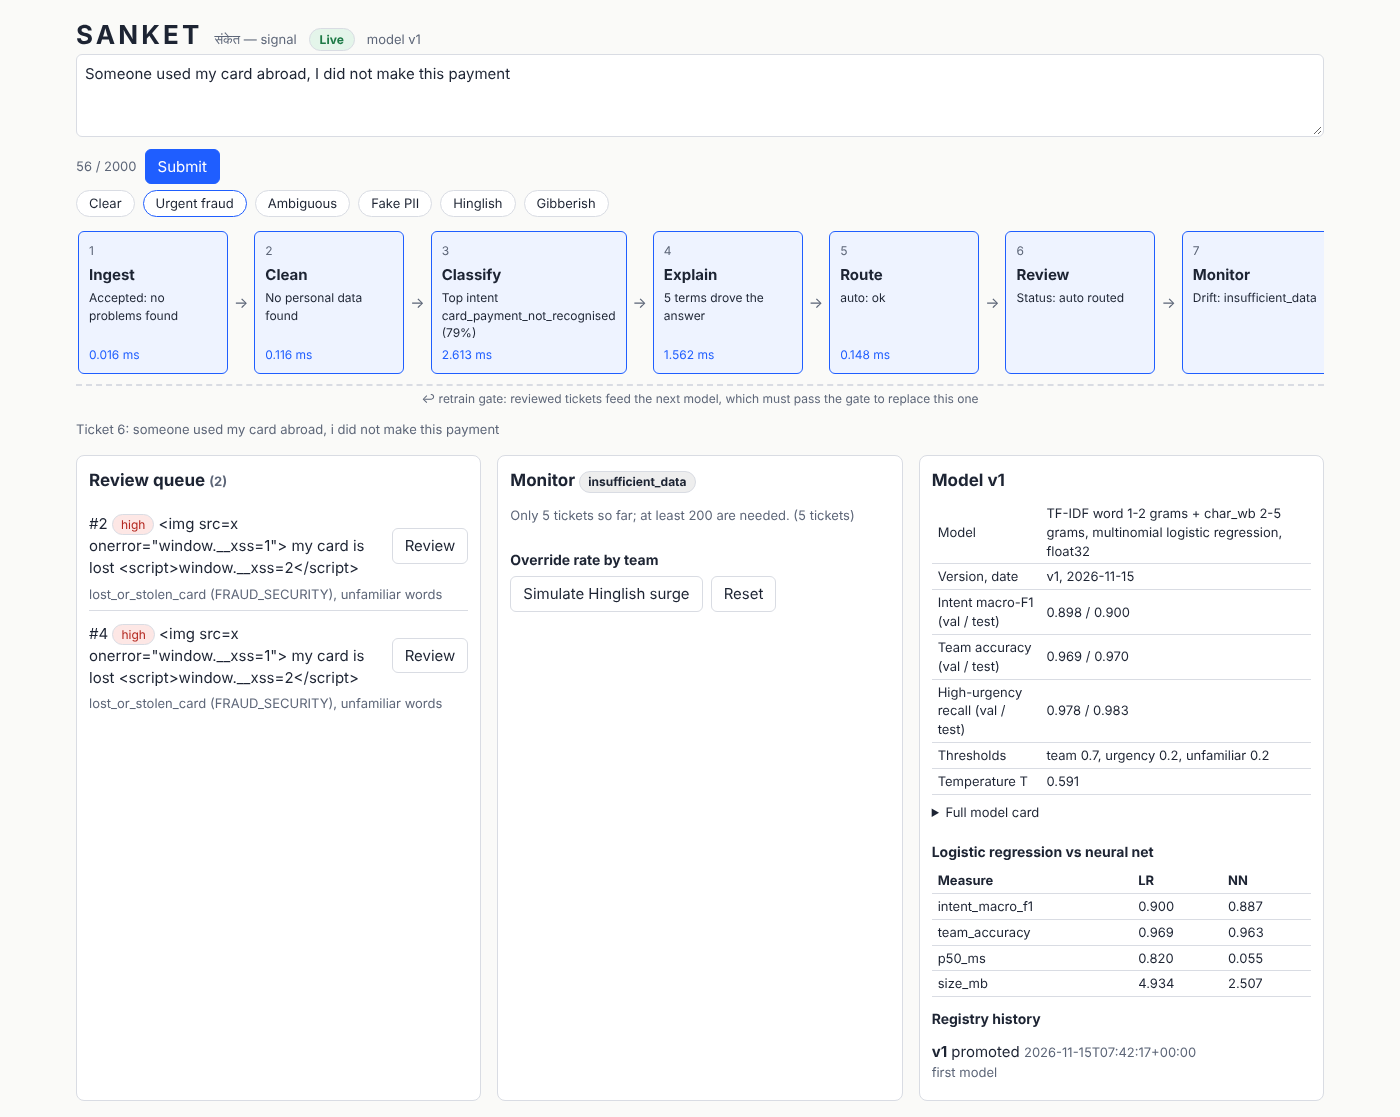 SANKET संकेत — signal Live model v1
Someone used my card abroad, I did not make this payment
56 / 2000 Submit
Clear Urgent fraud Ambiguous Fake PII Hinglish Gibberish
1
Ingest
Accepted: no
problems found
0.016 ms
→
2
Clean
No personal data
found
0.116 ms
→
3
Classify
Top intent
card_payment_not_recognised
(79%)
2.613 ms
→
4
Explain
5 terms drove the
answer
1.562 ms
→
5
Route
auto: ok
0.148 ms
→
6
Review
Status: auto routed
→
7
Monitor
Drift: insufficient_data
↩ retrain gate: reviewed tickets feed the next model, which must pass the gate to replace this one
Ticket 6: someone used my card abroad, i did not make this payment
Review queue (2)
#2 high <img src=x
onerror="window.__xss=1"> my card is
lost <script>window.__xss=2</script>
Review
lost_or_stolen_card (FRAUD_SECURITY), unfamiliar words
#4 high <img src=x
onerror="window.__xss=1"> my card is
lost <script>window.__xss=2</script>
Review
lost_or_stolen_card (FRAUD_SECURITY), unfamiliar words
Monitor insufficient_data
Only 5 tickets so far; at least 200 are needed. (5 tickets)
Override rate by team
Simulate Hinglish surge Reset
Model v1
Model
TF-IDF word 1-2 grams + char_wb 2-5
grams, multinomial logistic regression,
float32
Version, date v1, 2026-11-15
Intent macro-F1
(val / test)
0.898 / 0.900
Team accuracy
(val / test)
0.969 / 0.970
High-urgency
recall (val /
test)
0.978 / 0.983
Thresholds team 0.7, urgency 0.2, unfamiliar 0.2
Temperature T 0.591
▶ Full model card
Logistic regression vs neural net
Measure LR NN
intent_macro_f1 0.900 0.887
team_accuracy 0.969 0.963
p50_ms 0.820 0.055
size_mb 4.934 2.507
Registry history
v1 promoted 2026-11-15T07:42:17+00:00
first model